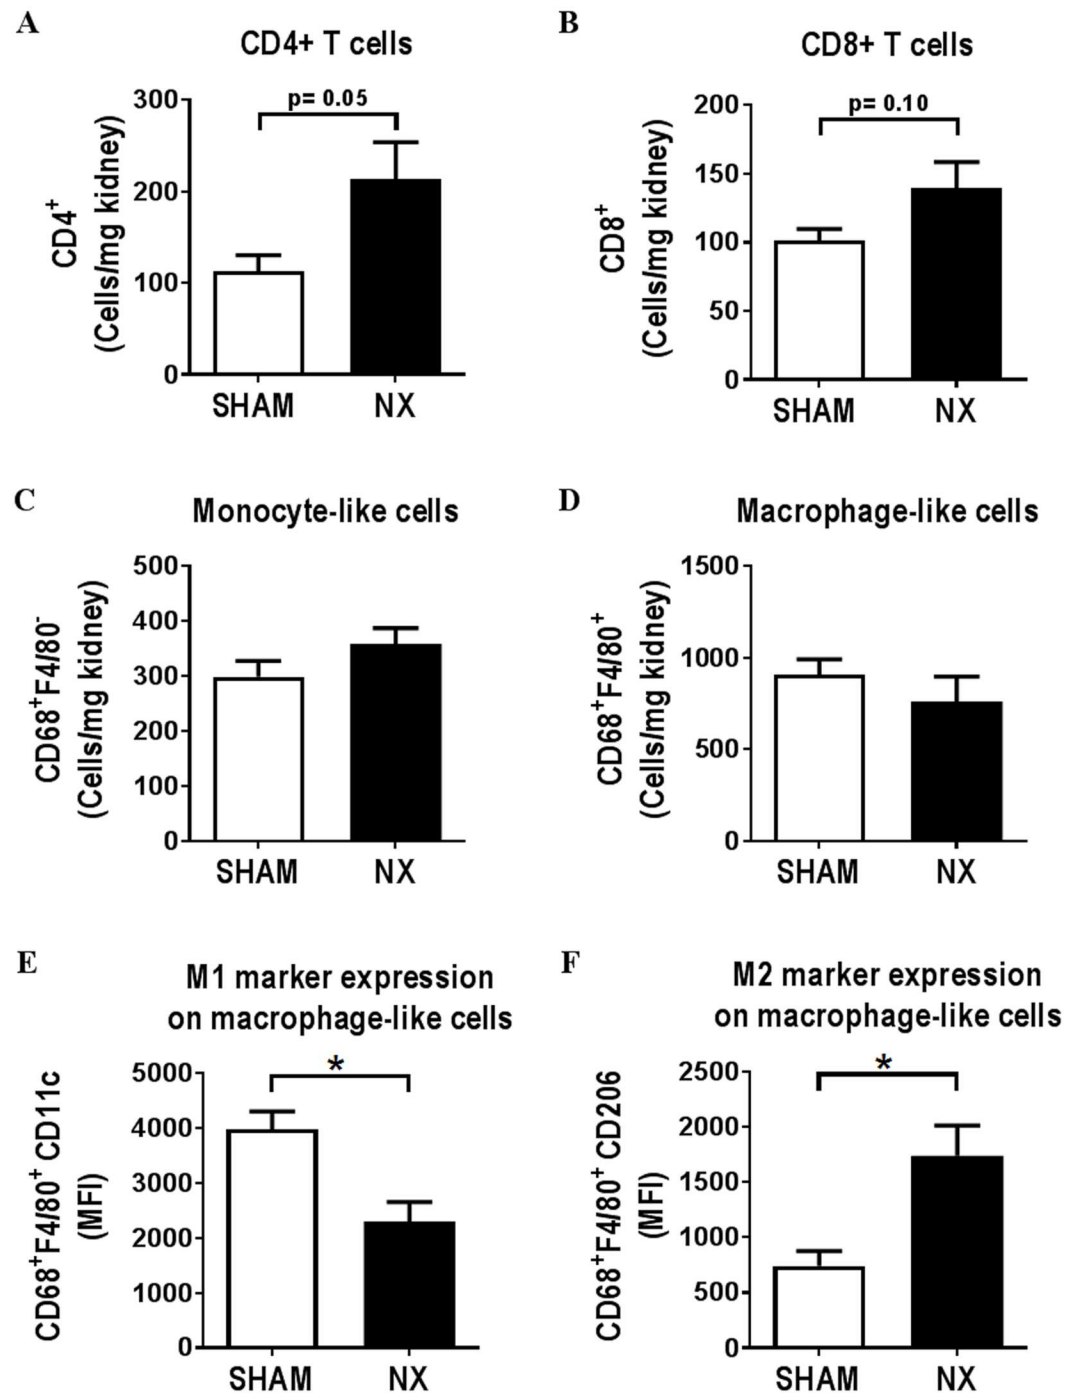 A
CD4+ T cells
p= 0.05
CD4+
(Cells/mg kidney)
300
200
100
0
SHAM
NX
B
CD8+ T cells
p= 0.10
CD8+
(Cells/mg kidney)
200
150
100
50
0
SHAM
NX
C
Monocyte-like cells
CD68+F4/80-
(Cells/mg kidney)
500
400
300
200
100
0
SHAM
NX
D
Macrophage-like cells
CD68+F4/80+
(Cells/mg kidney)
1500
1000
500
0
SHAM
NX
E
M1 marker expression
on macrophage-like cells
*
CD68+F4/80+ CD11c
(MFI)
5000
4000
3000
2000
1000
0
SHAM
NX
F
M2 marker expression
on macrophage-like cells
*
CD68+F4/80+ CD206
(MFI)
2500
2000
1500
1000
500
0
SHAM
NX